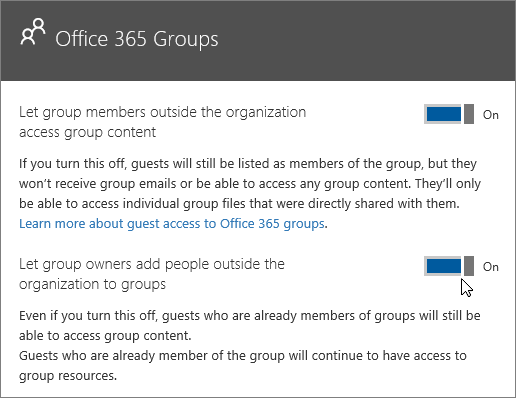 Office 365 Groups
Let group members outside the organization
access group content
On
If you turn this off, guests will still be listed as members of the group, but they
won't receive group emails or be able to access any group content. They'll only
be able to access individual group files that were directly shared with them.
Learn more about guest access to Office 365 groups.
Let group owners add people outside the
organization to groups
On
Even if you turn this off, guests who are already members of groups will still be
able to access group content.
Guests who are already member of the group will continue to have access to
group resources.